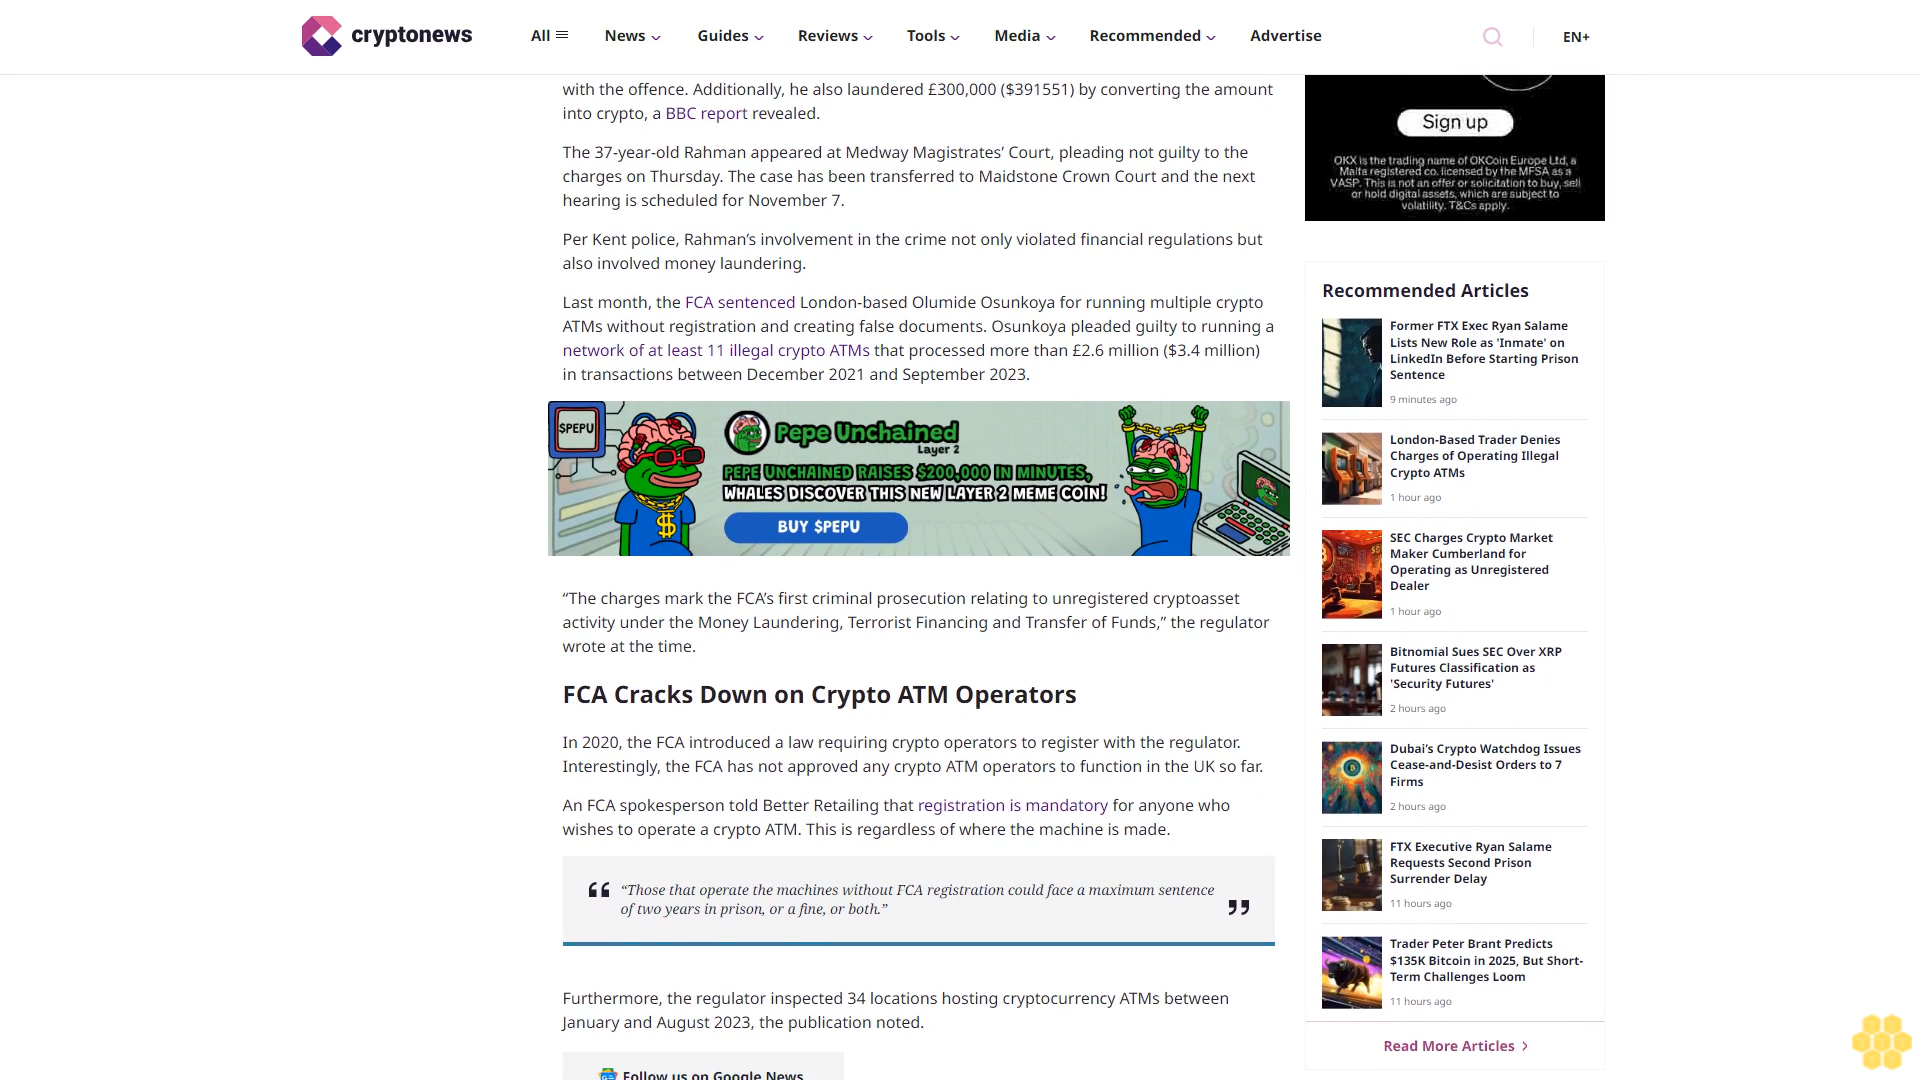 cryptonews
All
News
Guides
Reviews
Tools
Media
Recommended
Advertise
EN+
with the offence. Additionally, he also laundered £300,000 ($391551) by converting the amount
into crypto, a BBC report revealed.
The 37-year-old Rahman appeared at Medway Magistrates’ Court, pleading not guilty to the
charges on Thursday. The case has been transferred to Maidstone Crown Court and the next
hearing is scheduled for November 7.
Per Kent police, Rahman’s involvement in the crime not only violated financial regulations but
also involved money laundering.
Last month, the FCA sentenced London-based Olumide Osunkoya for running multiple crypto
ATMs without registration and creating false documents. Osunkoya pleaded guilty to running a
network of at least 11 illegal crypto ATMs that processed more than £2.6 million ($3.4 million)
in transactions between December 2021 and September 2023.
$PEPU
Pepe Unchained
Layer 2
PEPE UNCHAINED RAISES $200,000 IN MINUTES,
WHALES DISCOVER THIS NEW LAYER 2 MEME COIN!
BUY $PEPU
“The charges mark the FCA’s first criminal prosecution relating to unregistered cryptoasset
activity under the Money Laundering, Terrorist Financing and Transfer of Funds,” the regulator
wrote at the time.
FCA Cracks Down on Crypto ATM Operators
In 2020, the FCA introduced a law requiring crypto operators to register with the regulator.
Interestingly, the FCA has not approved any crypto ATM operators to function in the UK so far.
An FCA spokesperson told Better Retailing that registration is mandatory for anyone who
wishes to operate a crypto ATM. This is regardless of where the machine is made.
“Those that operate the machines without FCA registration could face a maximum sentence
of two years in prison, or a fine, or both.”
Furthermore, the regulator inspected 34 locations hosting cryptocurrency ATMs between
January and August 2023, the publication noted.
Follow us on Google News
Sign up
OKX is the trading name of OKCoin Europe Ltd, a
Malta registered co. licensed by the MFSA as a
VASP. This is not an offer or solicitation to buy, sell
or hold digital assets, which are subject to
volatility. T&Cs apply.
Recommended Articles
Former FTX Exec Ryan Salame
Lists New Role as 'Inmate' on
LinkedIn Before Starting Prison
Sentence
9 minutes ago
London-Based Trader Denies
Charges of Operating Illegal
Crypto ATMs
1 hour ago
SEC Charges Crypto Market
Maker Cumberland for
Operating as Unregistered
Dealer
1 hour ago
Bitnomial Sues SEC Over XRP
Futures Classification as
'Security Futures'
2 hours ago
Dubai’s Crypto Watchdog Issues
Cease-and-Desist Orders to 7
Firms
2 hours ago
FTX Executive Ryan Salame
Requests Second Prison
Surrender Delay
11 hours ago
Trader Peter Brant Predicts
$135K Bitcoin in 2025, But Short-
Term Challenges Loom
11 hours ago
Read More Articles